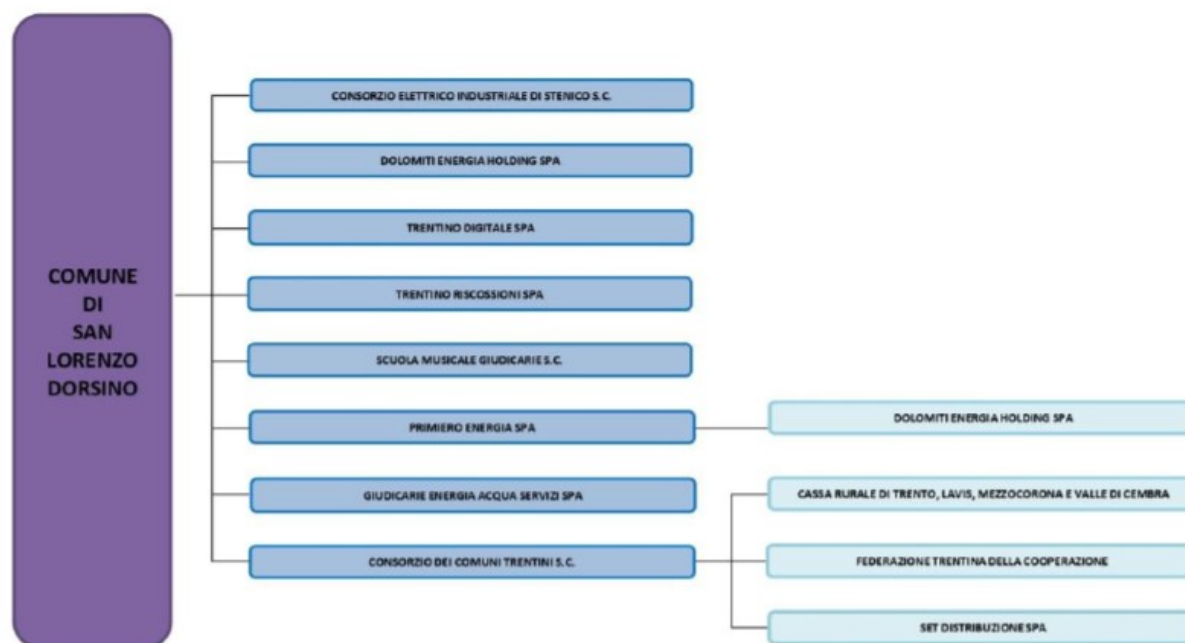 COMUNE
DI
SAN
LORENZO
DORSINO
CONSORZIO ELETTRICO INDUSTRIALE DI STENICO S.C.
DOLOMITI ENERGIA HOLDING SPA
TRENTINO DIGITALE SPA
TRENTINO RISCOSSIONI SPA
SCUOLA MUSICALE GIUDICARIE S.C.
PRIMIERO ENERGIA SPA
DOLOMITI ENERGIA HOLDING SPA
GIUDICARIE ENERGIA ACQUA SERVIZI SPA
CASSA RURALE DI TRENTO, LAVIS, MEZZOCORONA E VALLE DI CEMBRA
CONSORZIO DEI COMUNI TRENTINI S.C.
FEDERAZIONE TRENTINA DELLA COOPERAZIONE
SET DISTRIBUZIONE SPA